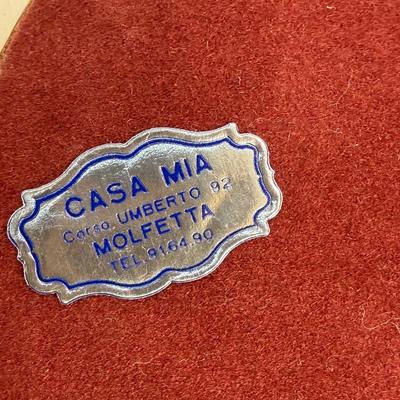 CASA MIA
Corso UMBERTO 92
MOLFETTA
TEL. 9164.90